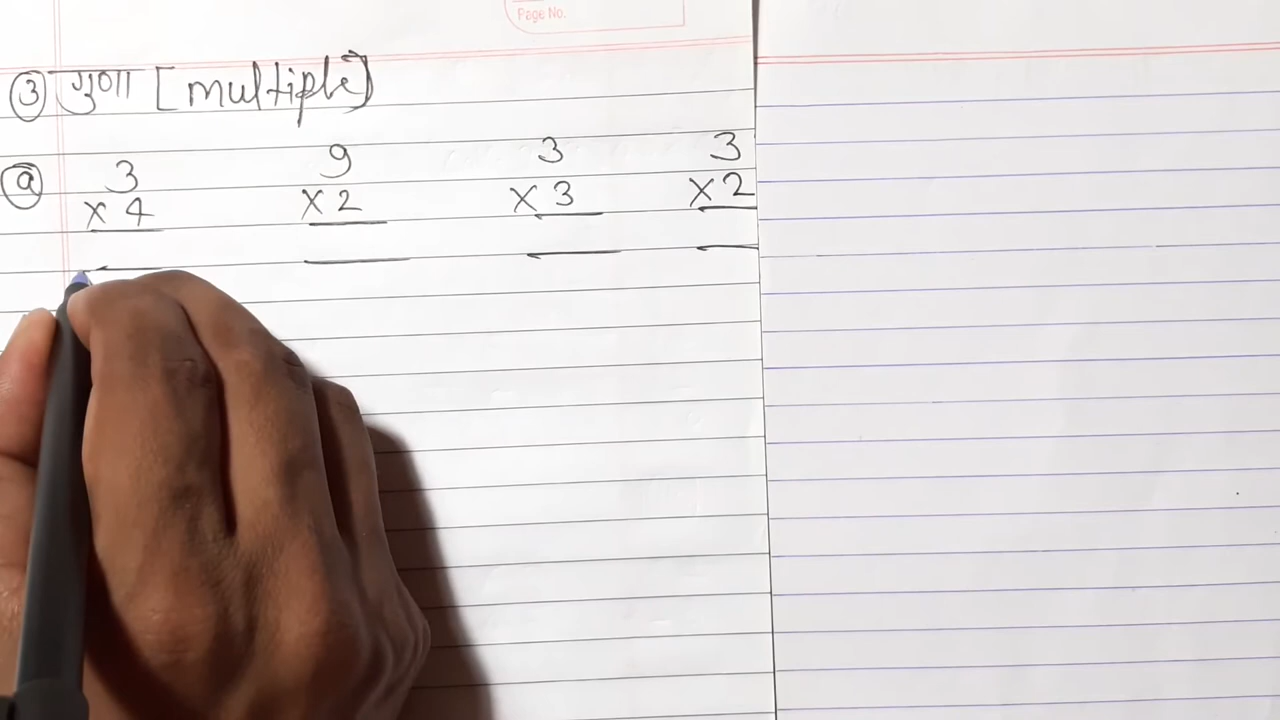 Page No.
③ गुणा [multiple]
ⓐ 3 9 3 3
× 4 × 2 × 3 × 2